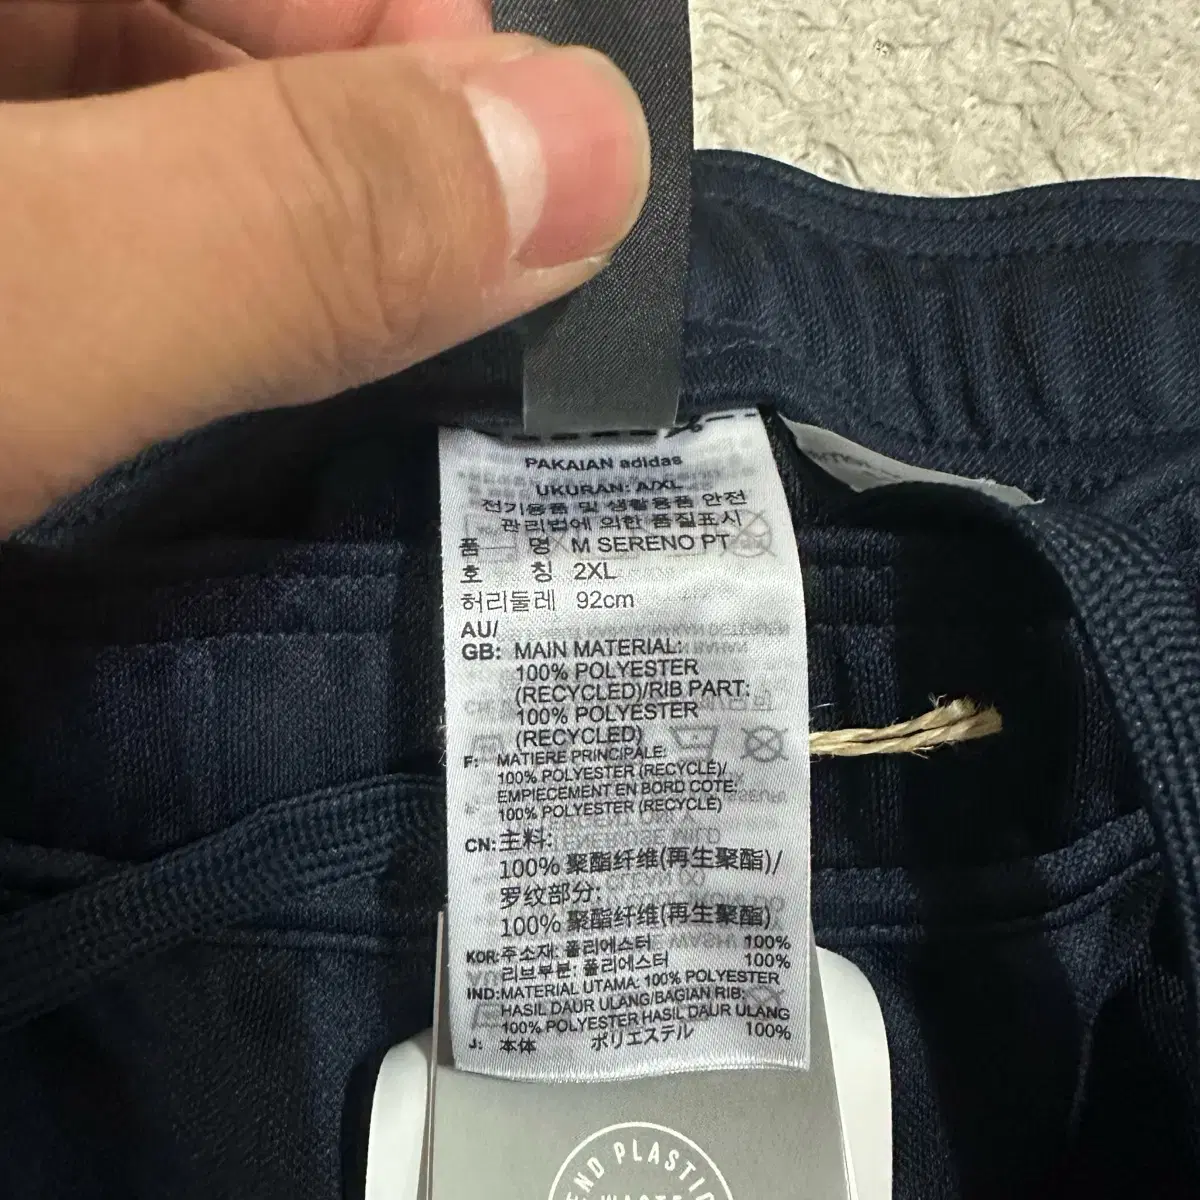 PAKAIAN adidas
UKURAN: A/XL
전기용품 및 생활용품 안전
관리법에 의한 품질표시
품 명 M SERENO PT
호 칭 2XL
허리둘레 92cm
AU/
GB: MAIN MATERIAL:
100% POLYESTER
(RECYCLED)/RIB PART:
100% POLYESTER
(RECYCLED)
F: MATIERE PRINCIPALE:
100% POLYESTER (RECYCLE)/
EMPIECEMENT EN BORD COTE:
100% POLYESTER (RECYCLE)
CN: 主料:
100% 聚酯纤维(再生聚酯)/
罗纹部分:
100% 聚酯纤维(再生聚酯)
KOR: 주소재: 폴리에스터 100%
리브부분: 폴리에스터 100%
IND: MATERIAL UTAMA: 100% POLYESTER
HASIL DAUR ULANG/BAGIAN RIB:
100% POLYESTER HASIL DAUR ULANG
J: 本体 ポリエステル 100%
END PLASTIC
WASTE